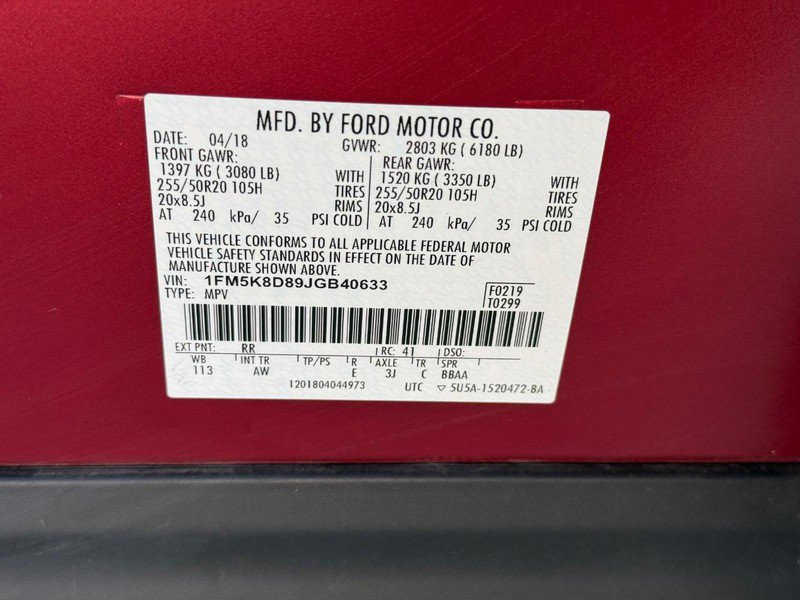 MFD. BY FORD MOTOR CO.
DATE: 04/18 GVWR: 2803 KG ( 6180 LB)
FRONT GAWR: REAR GAWR:
1397 KG ( 3080 LB) WITH 1520 KG ( 3350 LB) WITH
255/50R20 105H TIRES 255/50R20 105H TIRES
20x8.5J RIMS 20x8.5J RIMS
AT 240 kPa/ 35 PSI COLD AT 240 kPa/ 35 PSI COLD
THIS VEHICLE CONFORMS TO ALL APPLICABLE FEDERAL MOTOR
VEHICLE SAFETY STANDARDS IN EFFECT ON THE DATE OF
MANUFACTURE SHOWN ABOVE.
VIN: 1FM5K8D89JGB40633 F0219
TYPE: MPV T0299
EXT PNT: RR RC: 41 DSO:
WB INT TR TP/PS R AXLE TR SPR
113 AW E 3J C BBAA
1201804044973 UTC ▽ 5U5A-1520472-BA